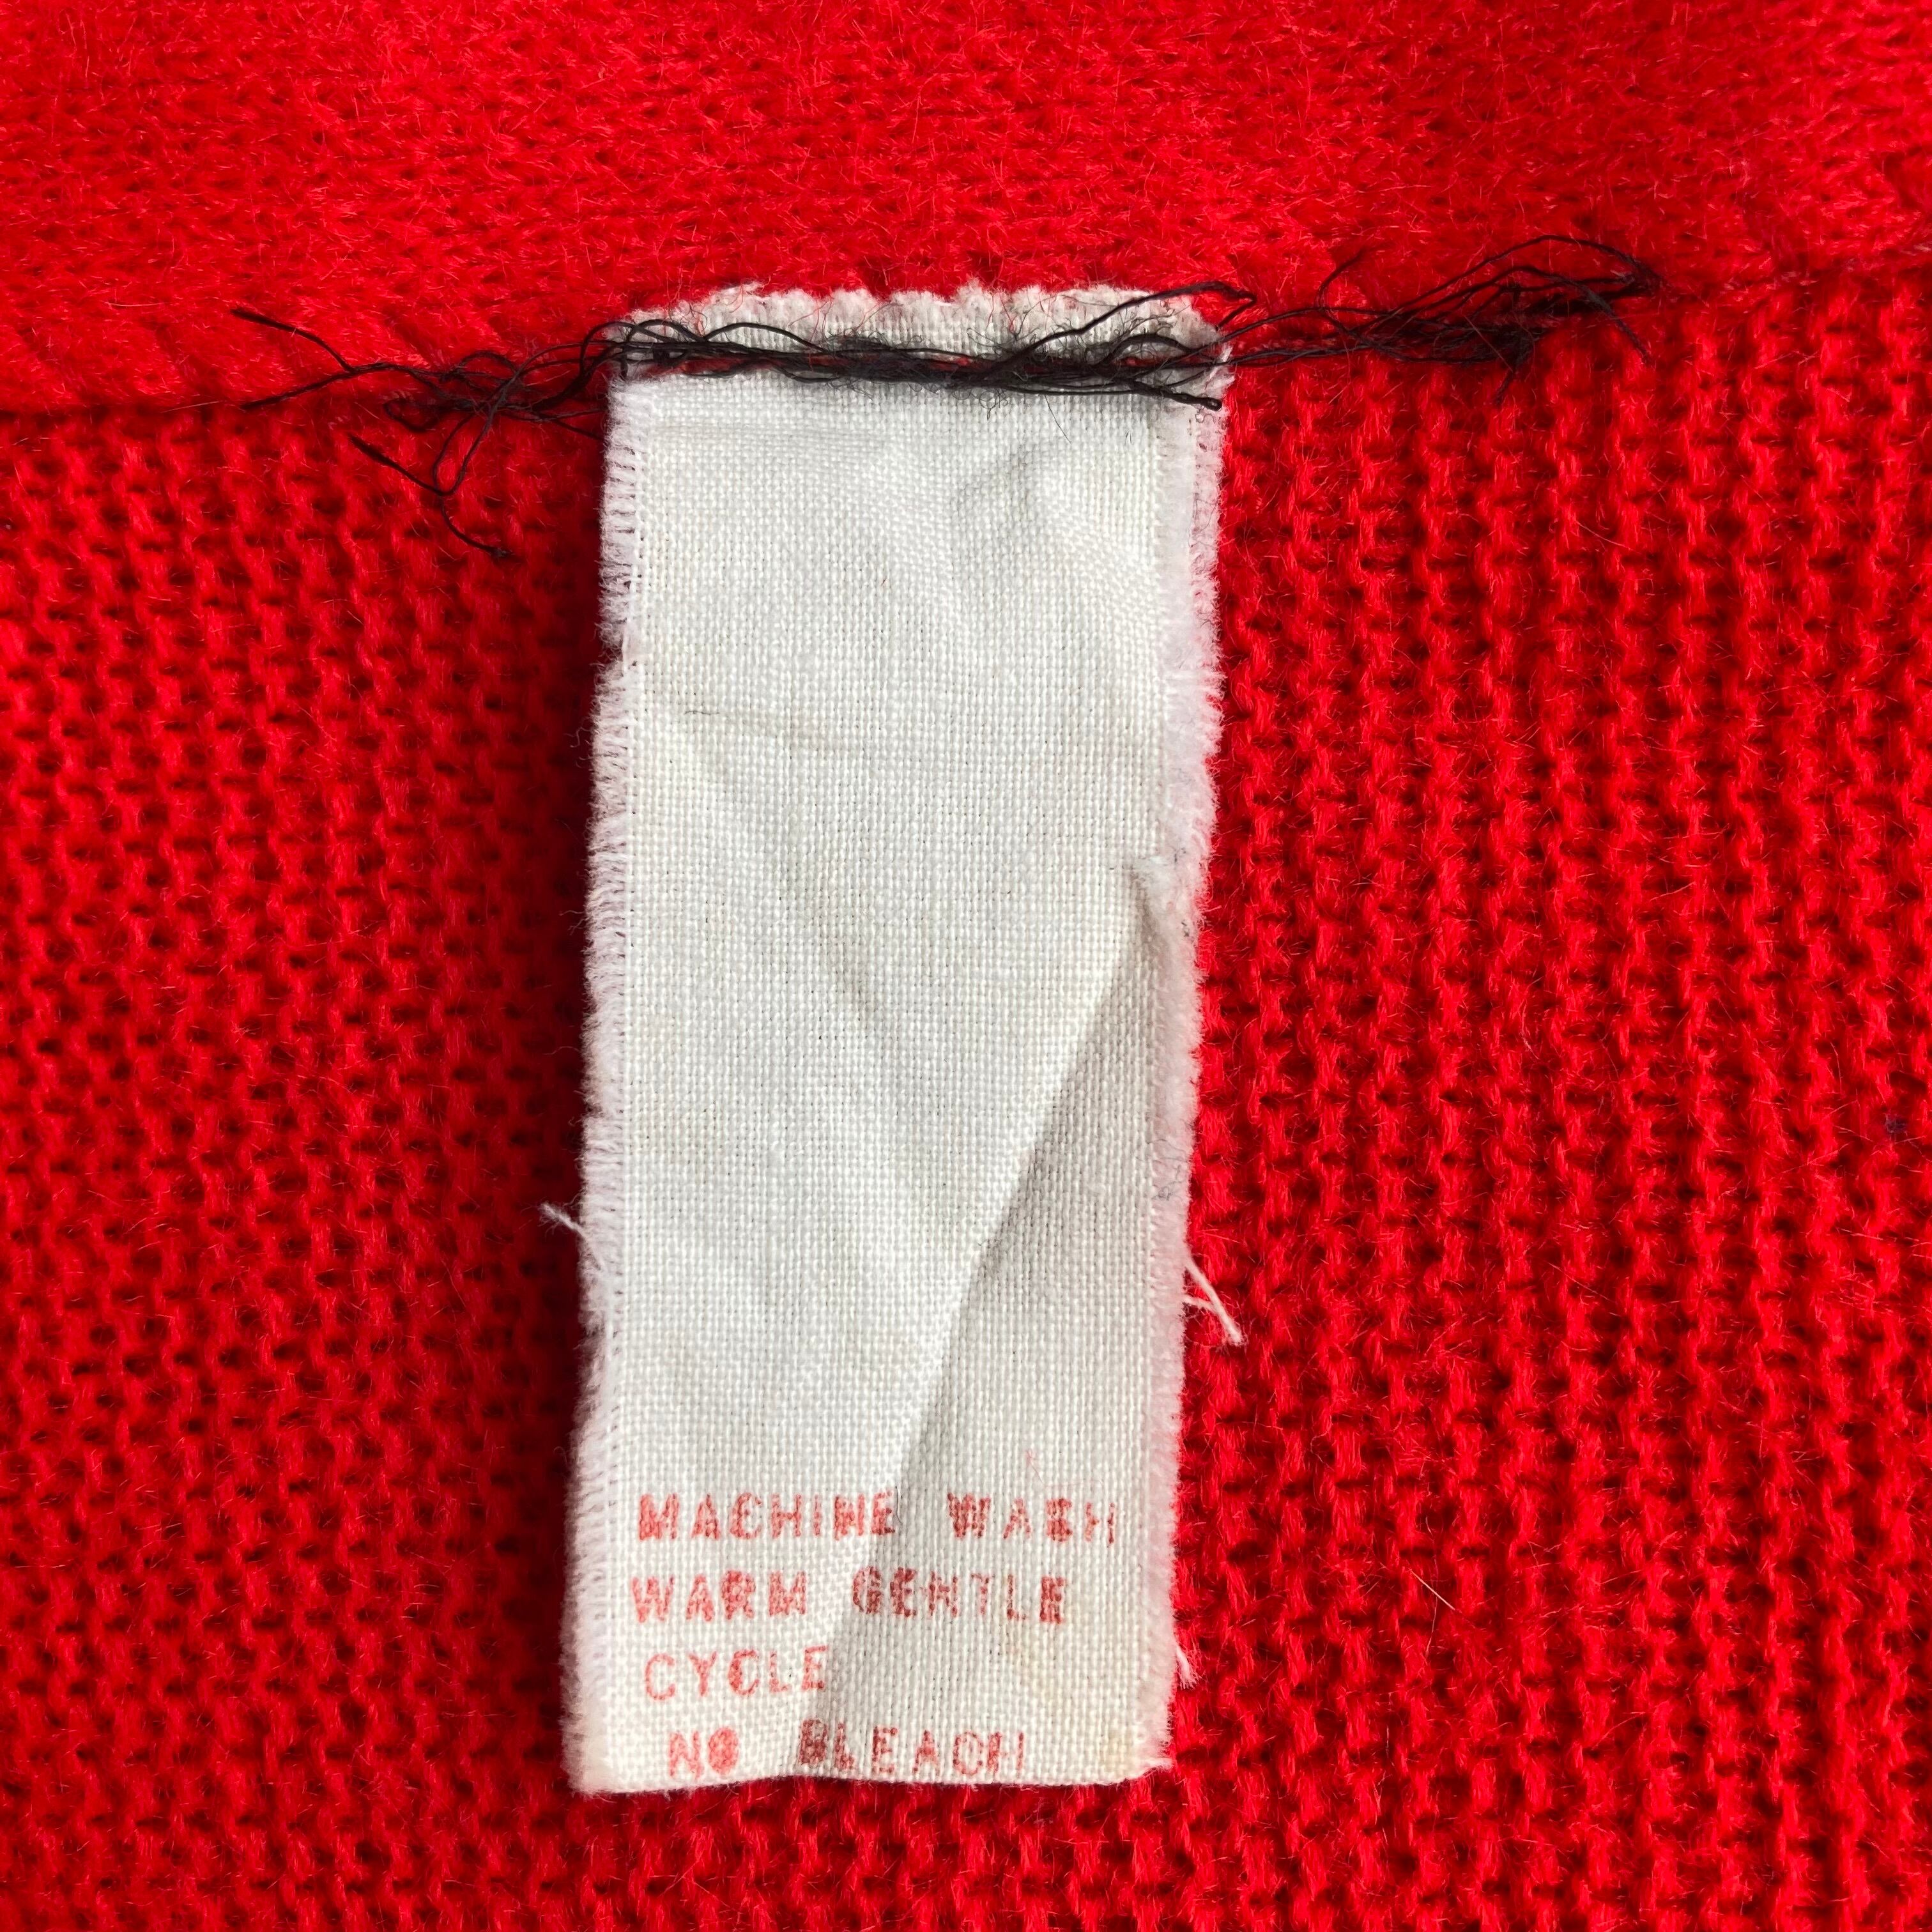 MACHINE WASH
WARM GENTLE
CYCLE
NO BLEACH